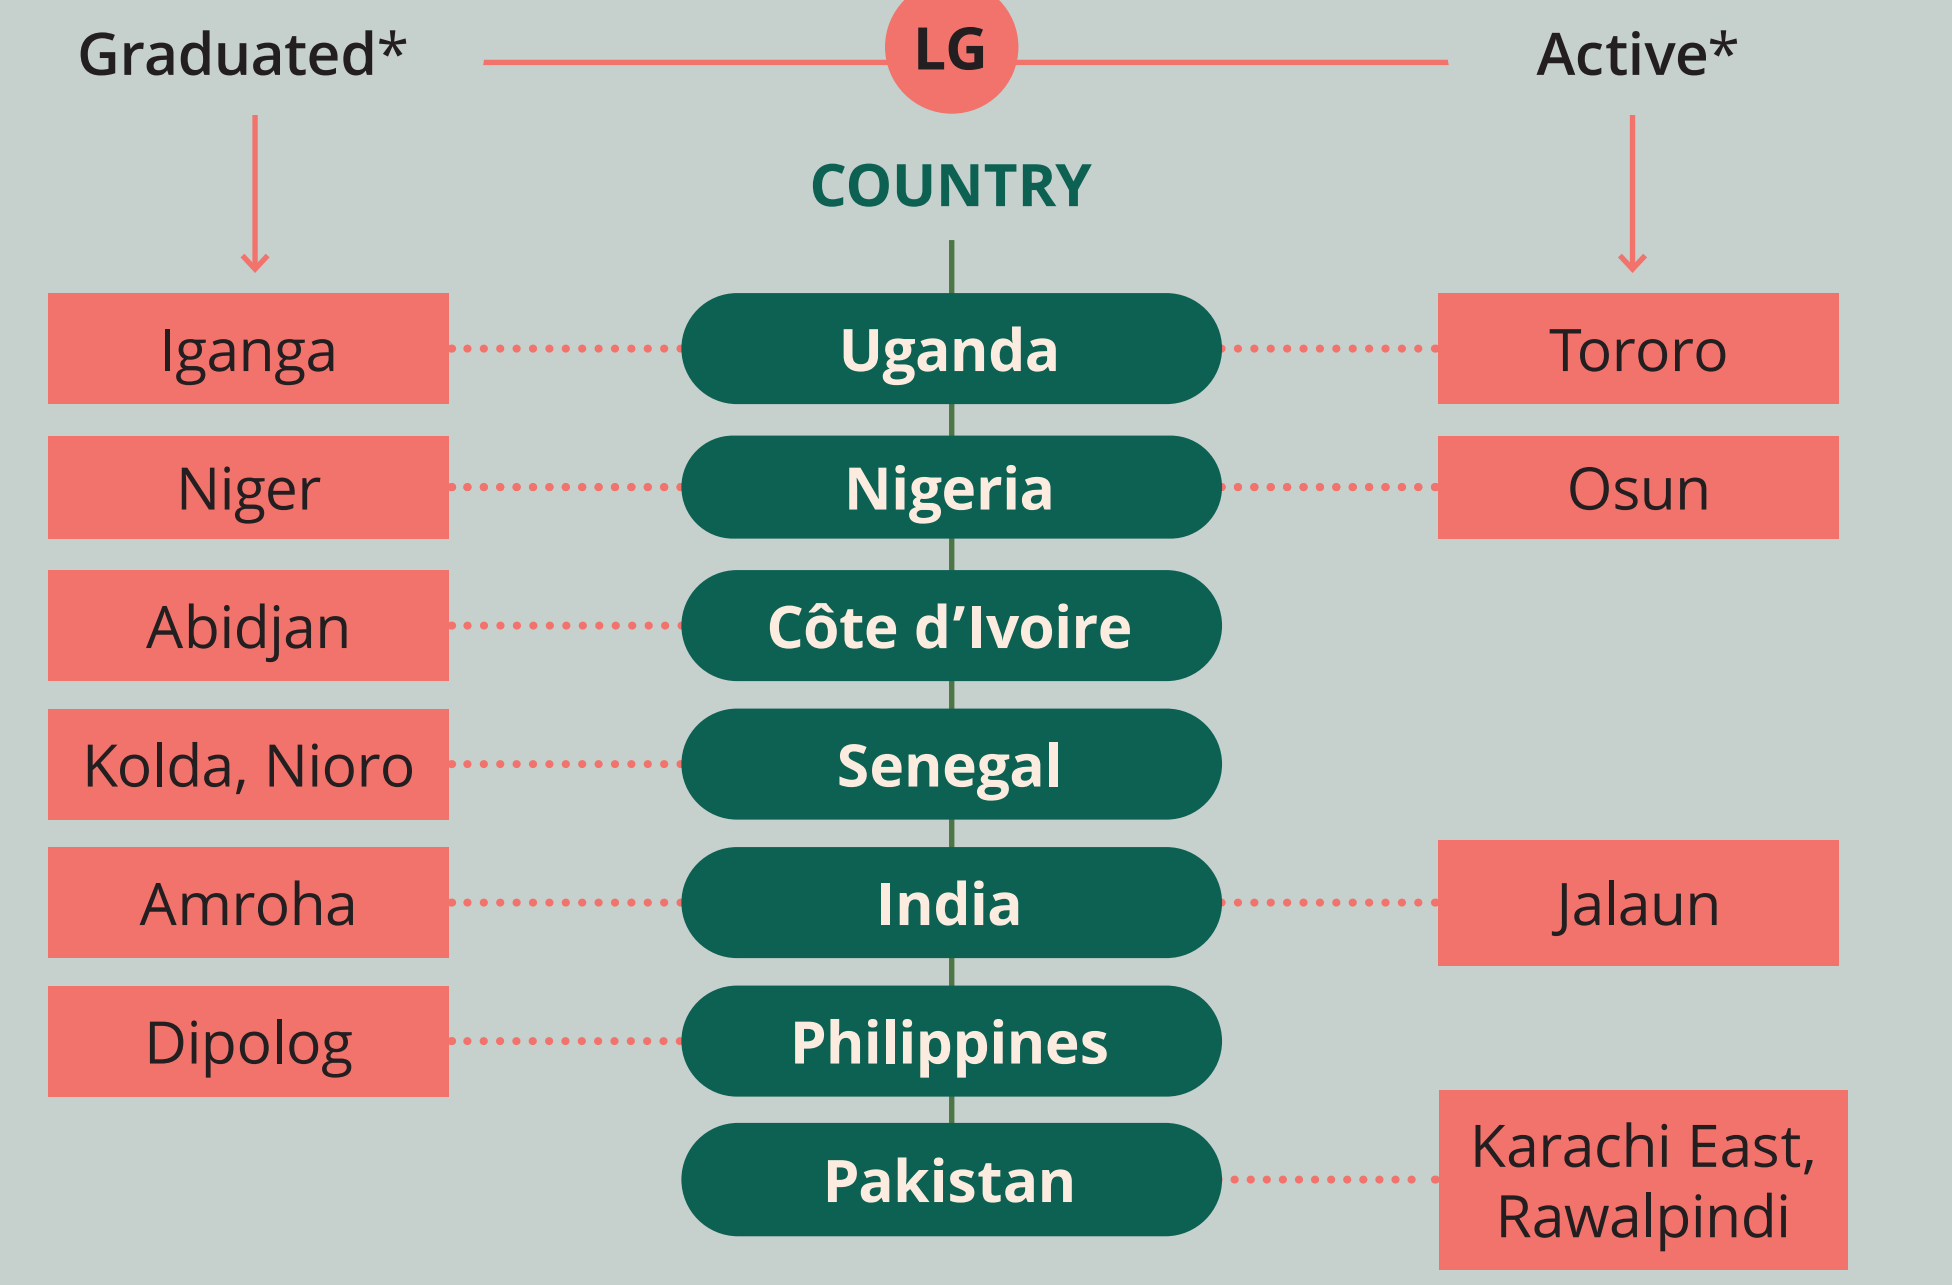 Graduated*
LG
Active*
COUNTRY
Iganga
Uganda
Tororo
Niger
Nigeria
Osun
Abidjan
Côte d’Ivoire
Kolda, Nioro
Senegal
Amroha
India
Jalaun
Dipolog
Philippines
Pakistan
Karachi East,
Rawalpindi